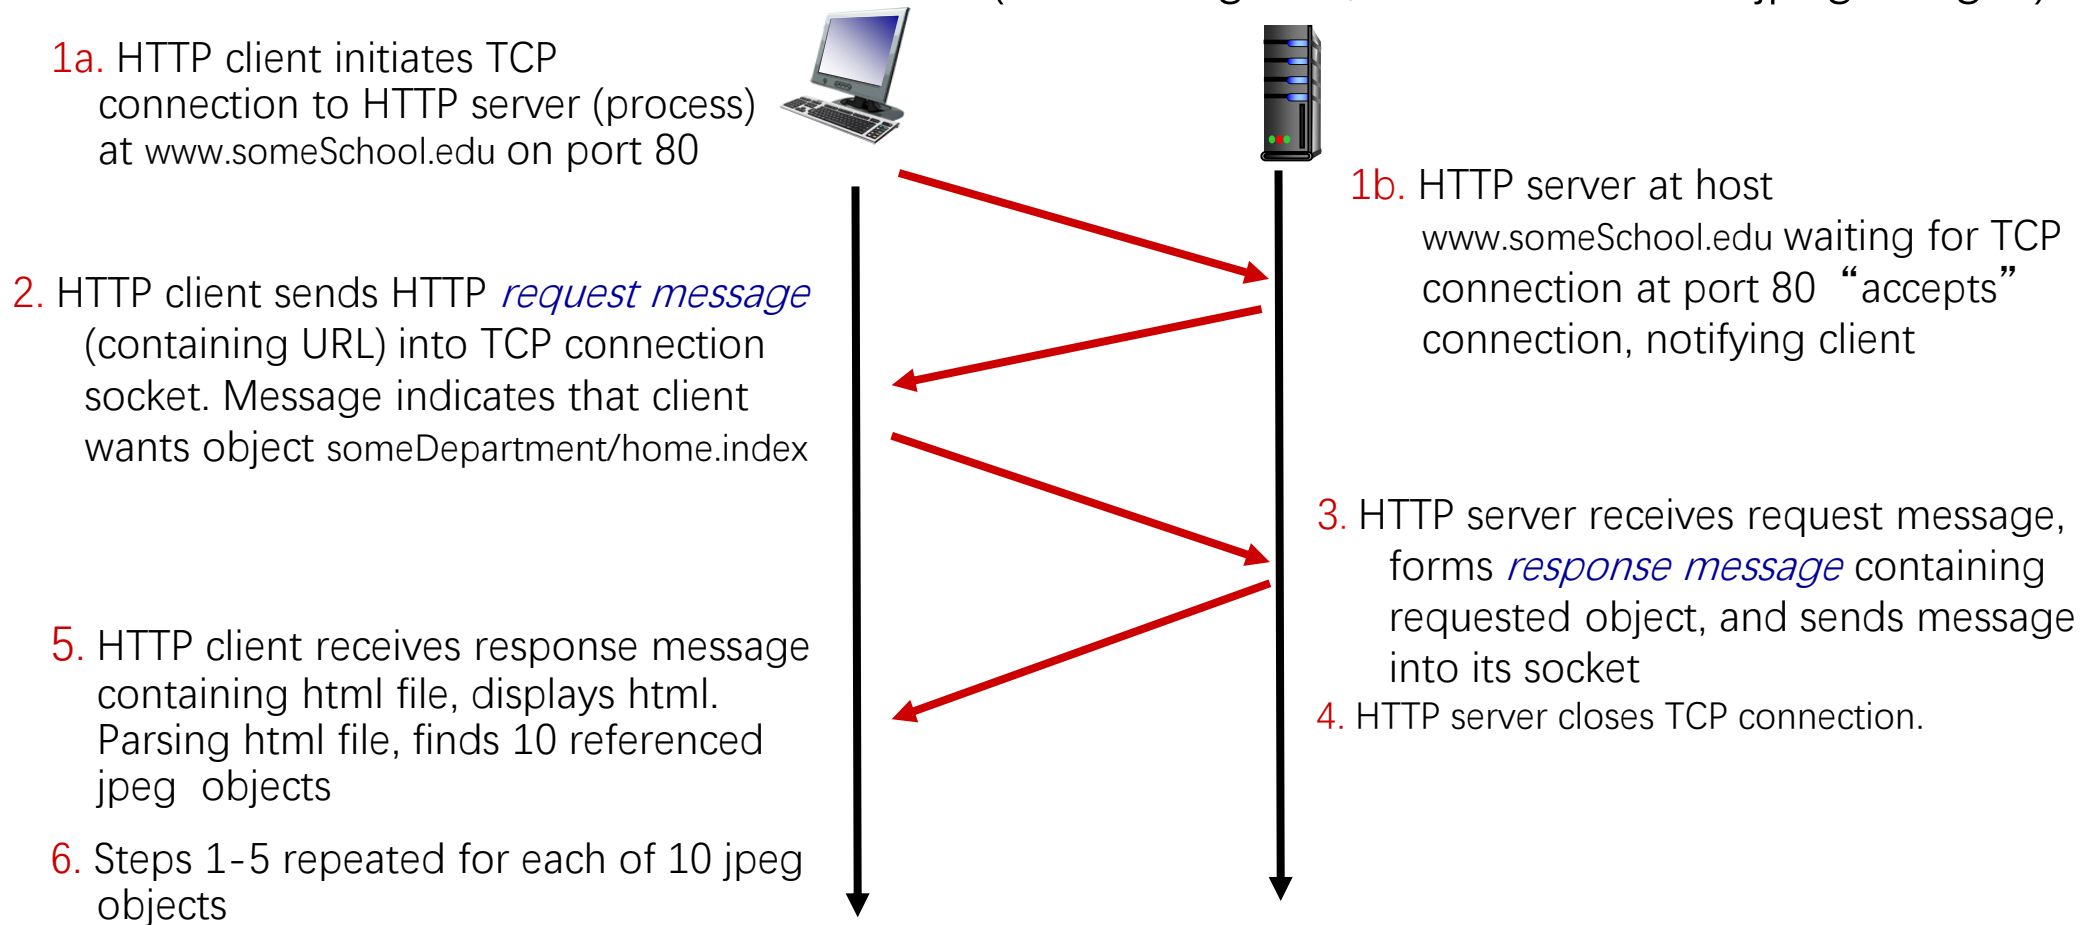 1a. HTTP client initiates TCP
connection to HTTP server (process)
at www.someSchool.edu on port 80
1b. HTTP server at host
www.someSchool.edu waiting for TCP
connection at port 80 “accepts”
connection, notifying client
2. HTTP client sends HTTP request message
(containing URL) into TCP connection
socket. Message indicates that client
wants object someDepartment/home.index
3. HTTP server receives request message,
forms response message containing
requested object, and sends message
into its socket
4. HTTP server closes TCP connection.
5. HTTP client receives response message
containing html file, displays html.
Parsing html file, finds 10 referenced
jpeg objects
6. Steps 1-5 repeated for each of 10 jpeg
objects